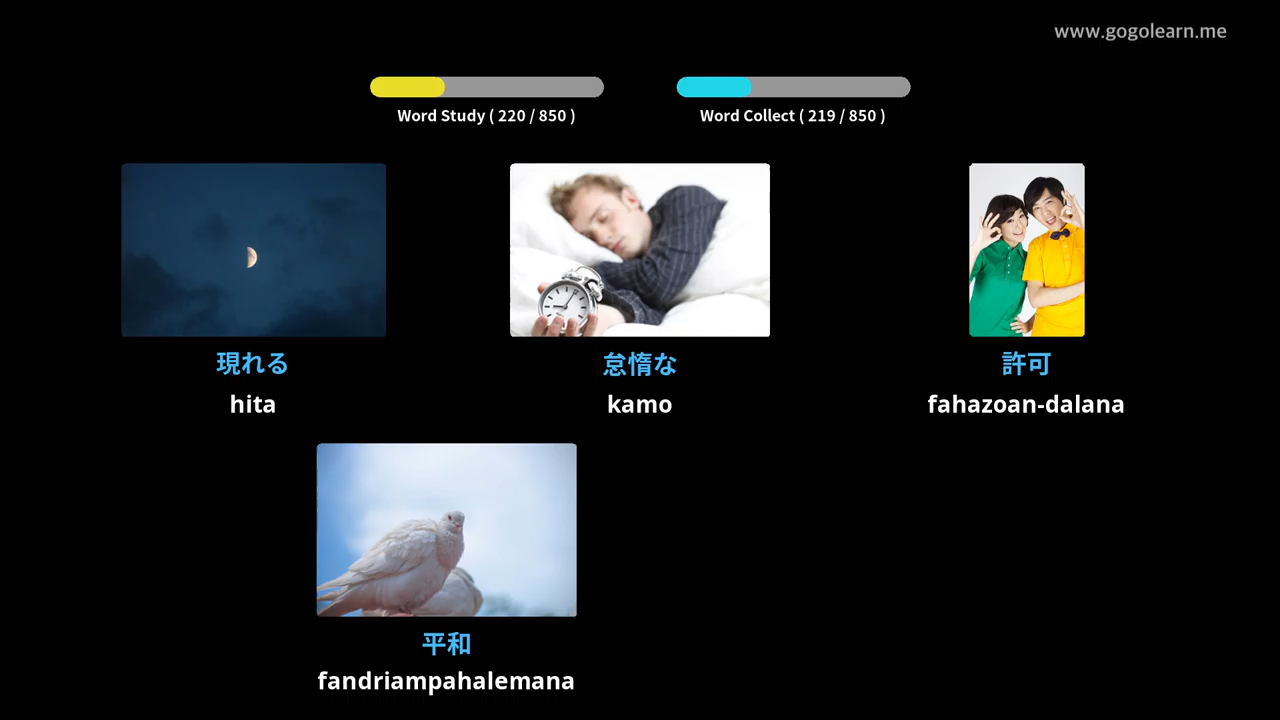 www.gogolearn.me
Word Study ( 220 / 850 )
Word Collect ( 219 / 850 )
現れる
hita
怠惰な
kamo
許可
fahazoan-dalana
平和
fandriampahalemana